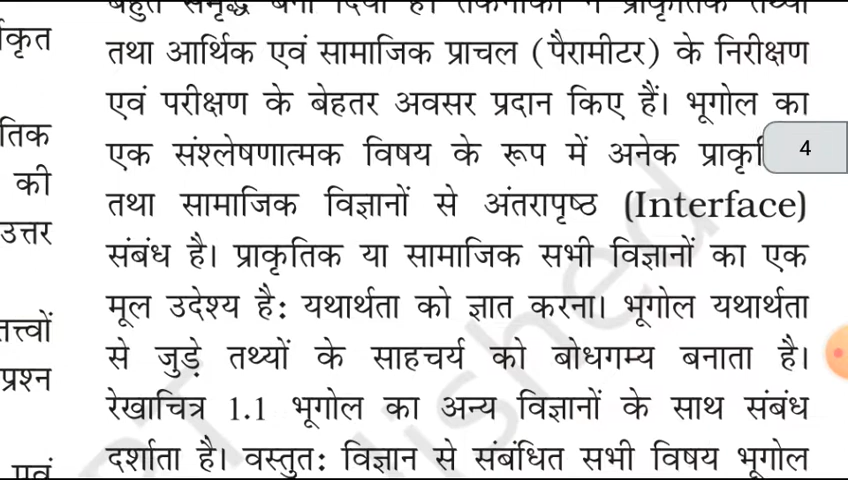 कृत
तिक
की
उत्तर
तत्त्वों
प्रश्न
एवं
तथा आर्थिक एवं सामाजिक प्राचल (पैरामीटर) के निरीक्षण
एवं परीक्षण के बेहतर अवसर प्रदान किए हैं। भूगोल का
एक संश्लेषणात्मक विषय के रूप में अनेक
4
तथा सामाजिक विज्ञानों से अंतरापृष्ठ (Interface)
संबंध है। प्राकृतिक या सामाजिक सभी विज्ञानों का एक
मूल उदेश्य है: यथार्थता को ज्ञात करना। भूगोल यथार्थता
से जुड़े तथ्यों के साहचर्य को बोधगम्य बनाता है।
रेखाचित्र 1.1 भूगोल का अन्य विज्ञानों के साथ संबंध
दर्शाता है। वस्तुत: विज्ञान से संबंधित सभी विषय भूगोल